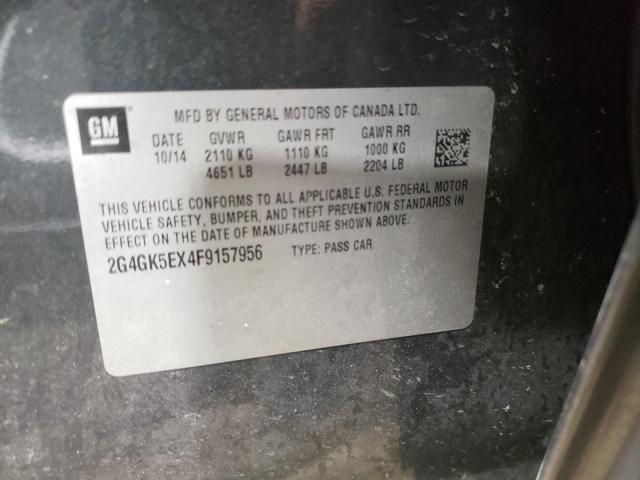 GM
MFD BY GENERAL MOTORS OF CANADA LTD.
DATE GVWR GAWR FRT GAWR RR
10/14 2110 KG 1110 KG 1000 KG
4651 LB 2447 LB 2204 LB
THIS VEHICLE CONFORMS TO ALL APPLICABLE U.S. FEDERAL MOTOR
VEHICLE SAFETY, BUMPER, AND THEFT PREVENTION STANDARDS IN
EFFECT ON THE DATE OF MANUFACTURE SHOWN ABOVE.
2G4GK5EX4F9157956 TYPE: PASS CAR